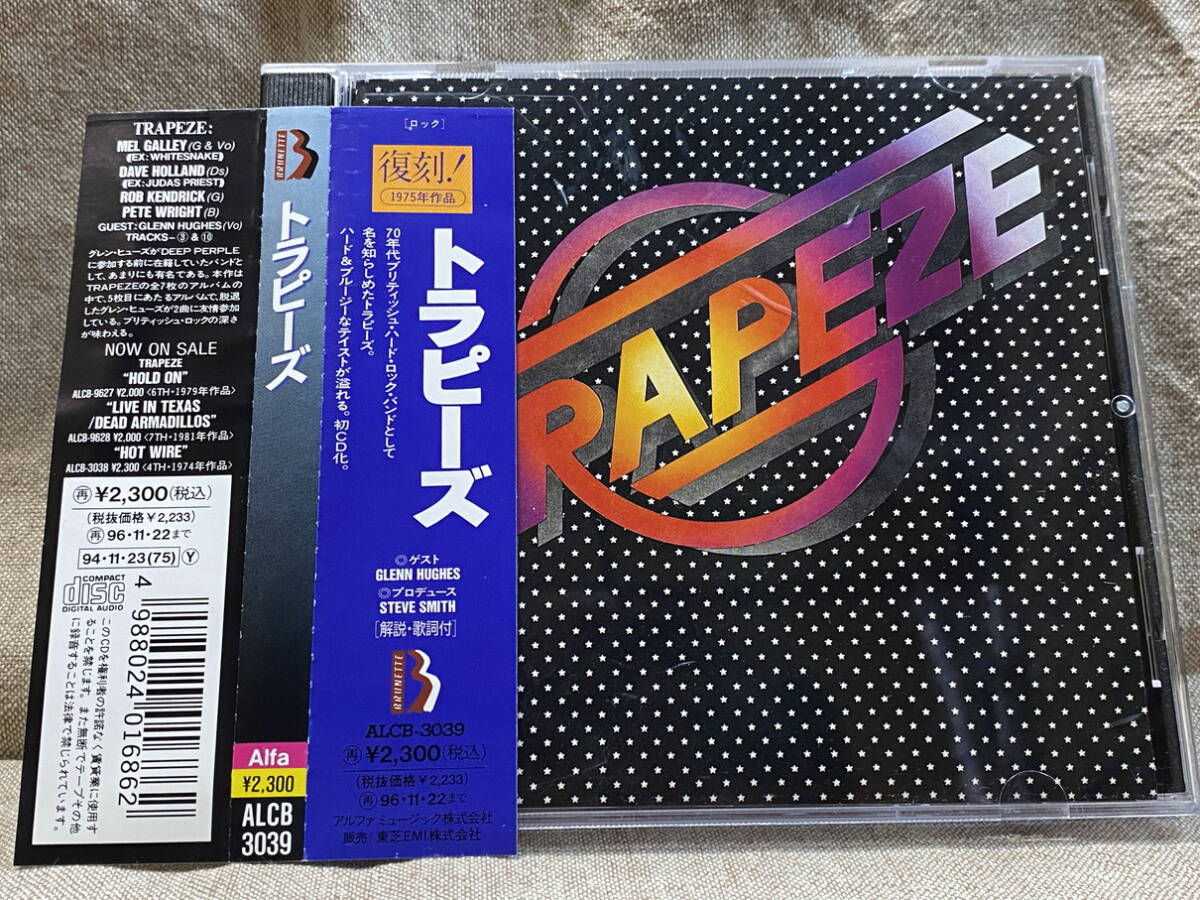 TRAPEZE:
MEL GALLEY(G & Vo)
(EX:WHITESNAKE)
DAVE HOLLAND(Ds)
(EX:JUDAS PRIEST)
ROB KENDRICK(G)
PETE WRIGHT(B)
GUEST:GLENN HUGHES(Vo)
TRACKS-③&⑩
グレン・ヒューズが“DEEP PERPLE
に参加する前に在籍していたバンドと
して、あまりにも有名である。本作は
TRAPEZEの全7枚のアルバムの
中で、5枚目にあたるアルバムで、脱退
したグレン・ヒューズが2曲に友情参加
している。ブリティッシュ・ロックの深さ
が味わえる。
NOW ON SALE
TRAPEZE
“HOLD ON”
ALCB-9627 ¥2,000〈6TH・1979年作品〉
“LIVE IN TEXAS
/DEAD ARMADILLOS”
ALCB-9628 ¥2,000〈7TH・1981年作品〉
“HOT WIRE”
ALCB-3038 ¥2,300〈4TH・1974年作品〉
再¥2,300(税込)
(税抜価格¥2,233)
再96・11・22まで
94・11・23(75)Ⓨ
COMPACT
disc
DIGITAL AUDIO
4 988024 016862
このCDを権利者の許諾なく賃貸業に使用す
ることを禁じます。また無断でテープその他
に録音することは法律で禁じられています。
BRUNETTE
トラピーズ
Alfa
¥2,300
ALCB
3039
[ロック]
復刻!
1975年作品
トラピーズ
70年代ブリティッシュ・ハード・ロック・バンドとして
名を知らしめたトラピーズ。
ハード&ブルージーなテイストが溢れる。初CD化。
◎ゲスト
GLENN HUGHES
◎プロデュース
STEVE SMITH
[解説・歌詞付]
BRUNETTE
ALCB-3039
再¥2,300(税込)
(税抜価格¥2,233)
再96・11・22まで
アルファミュージック株式会社
販売:東芝EMI株式会社
RAPEZE